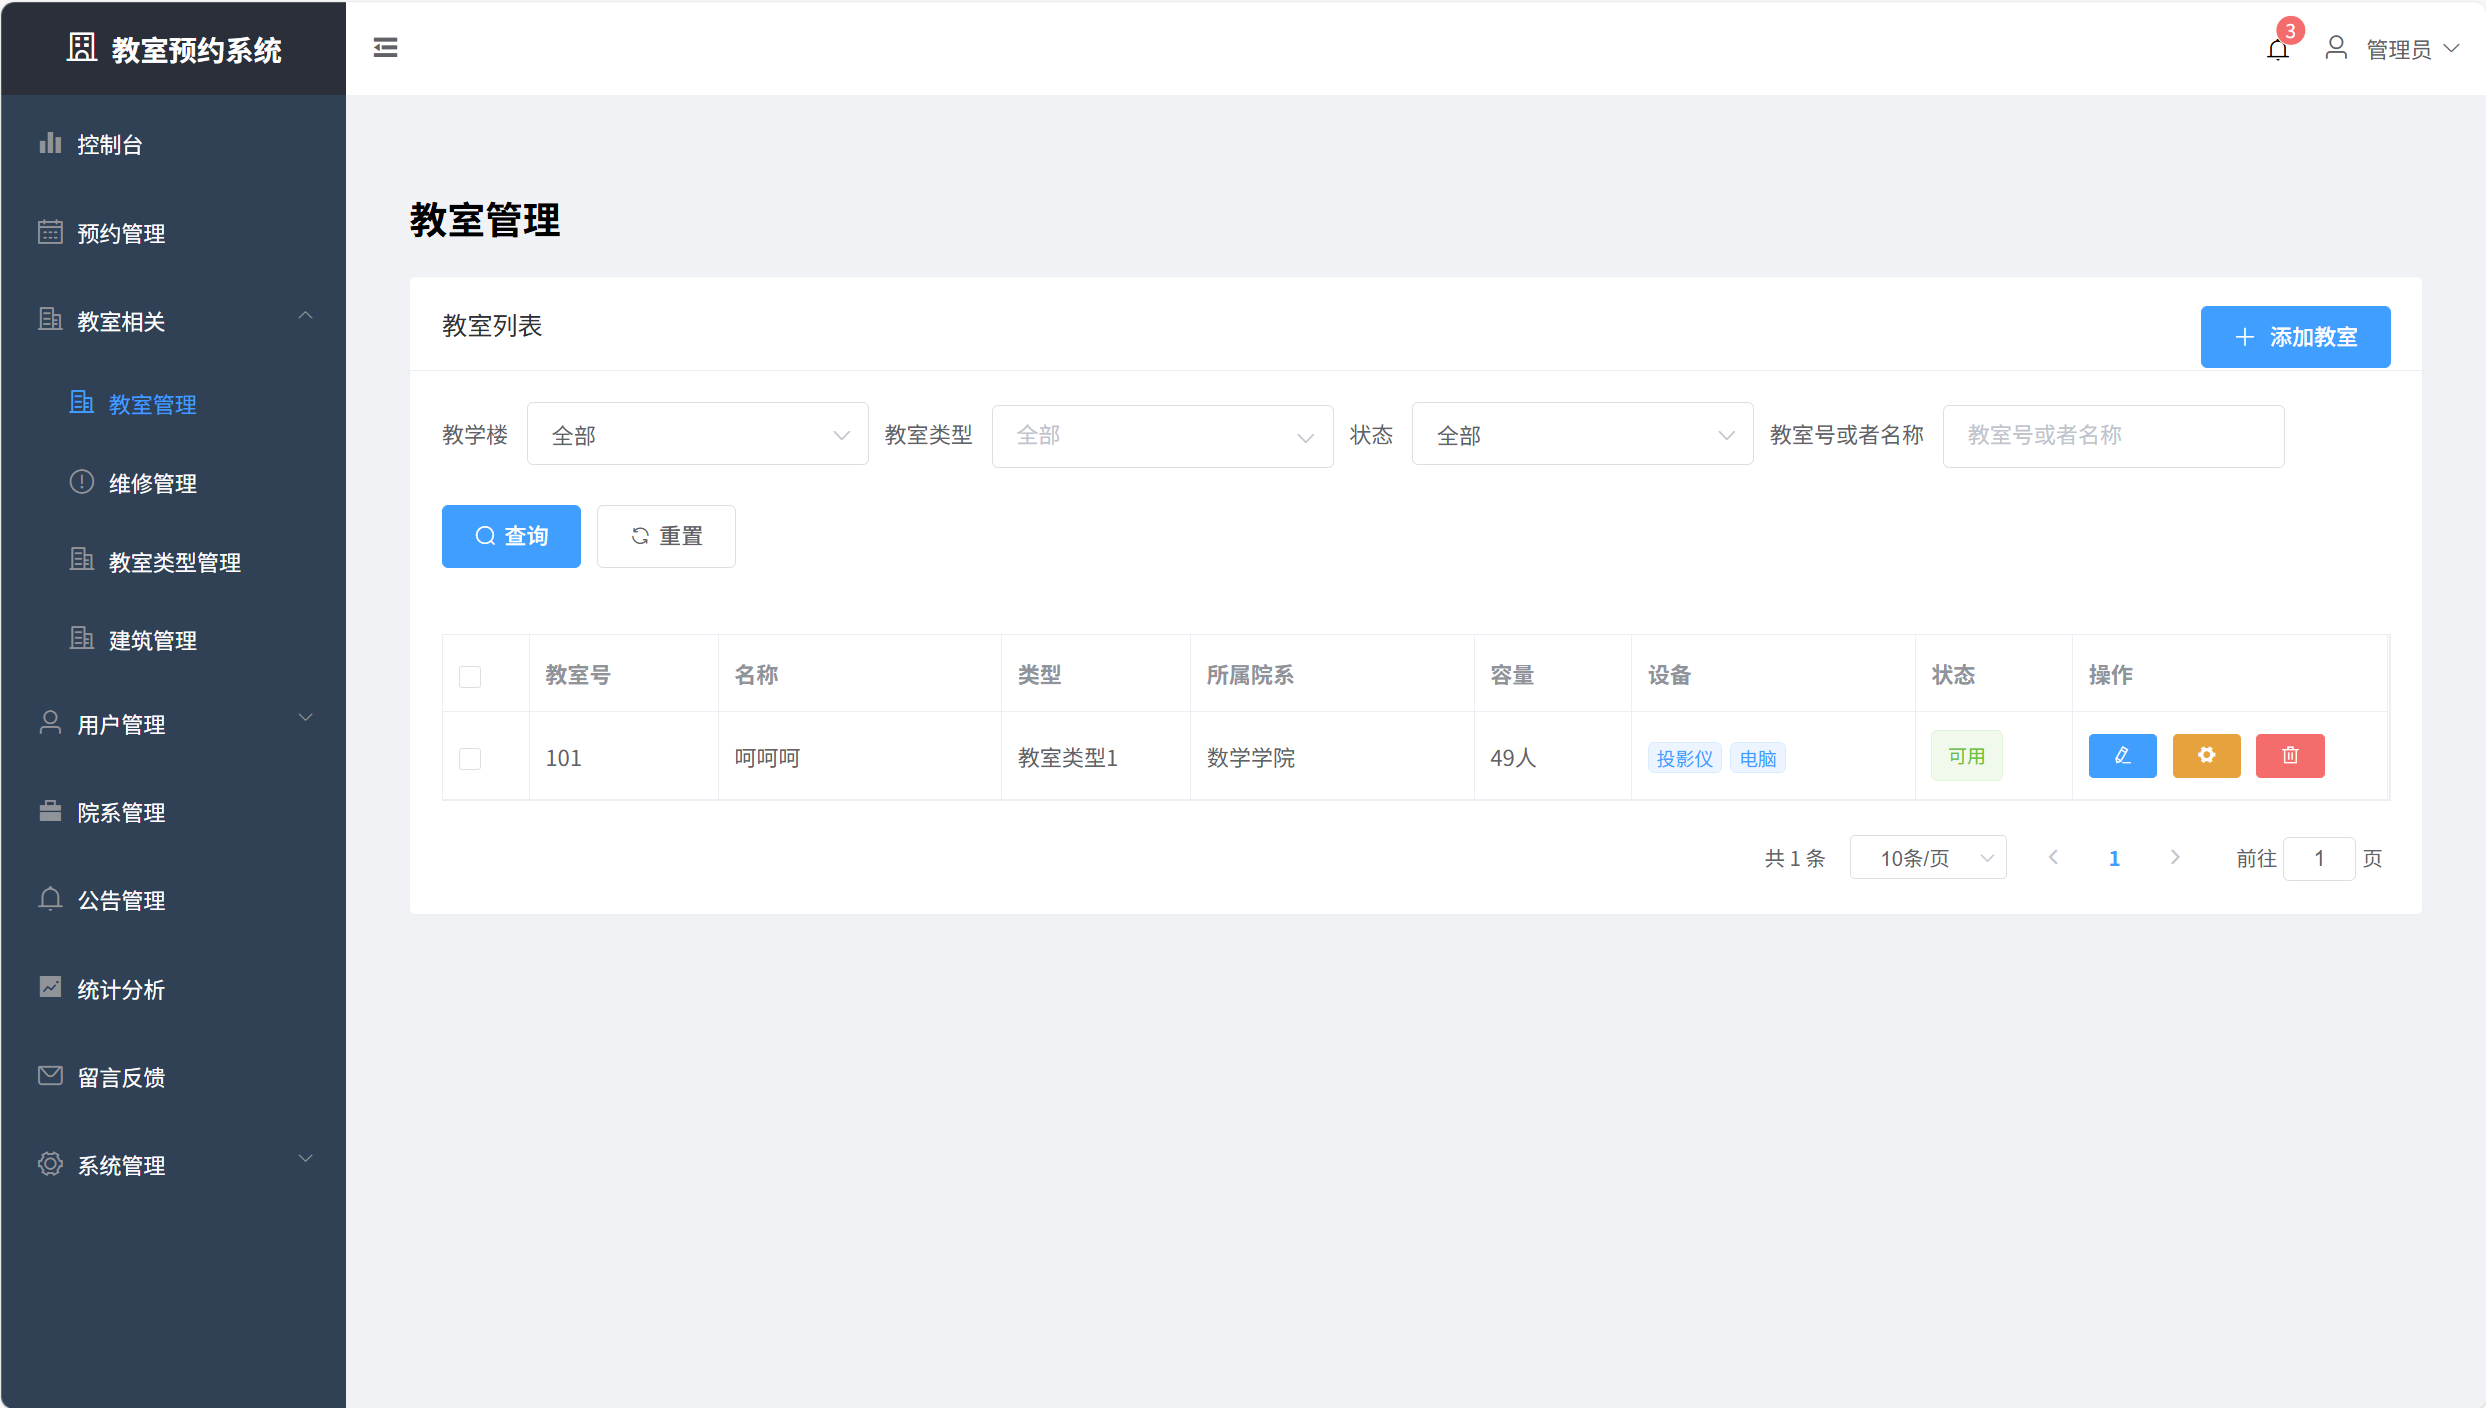 教室预约系统
3
管理员
控制台
预约管理
教室相关
教室管理
维修管理
教室类型管理
建筑管理
用户管理
院系管理
公告管理
统计分析
留言反馈
系统管理
教室管理
教室列表
添加教室
教学楼 全部 教室类型 全部 状态 全部 教室号或者名称 教室号或者名称
查询 重置
教室号 名称 类型 所属院系 容量 设备 状态 操作
101 呵呵呵 教室类型1 数学学院 49人 投影仪 电脑 可用
共 1 条 10条/页 1 前往 1 页